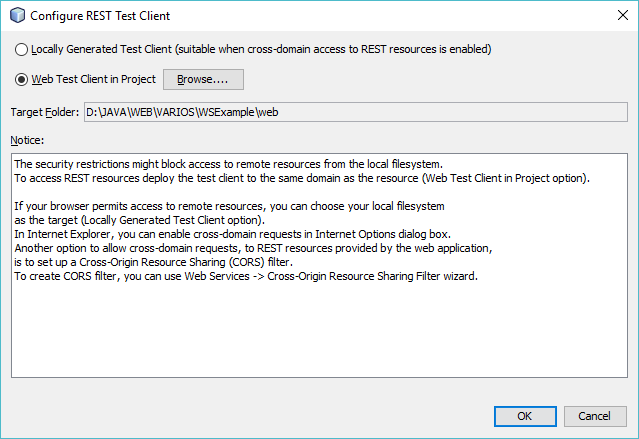 Configure REST Test Client
Locally Generated Test Client (suitable when cross-domain access to REST resources is enabled)
Web Test Client in Project Browse....
Target Folder: D:\JAVA\WEB\VARIOS\WSExample\web
Notice:
The security restrictions might block access to remote resources from the local filesystem.
To access REST resources deploy the test client to the same domain as the resource (Web Test Client in Project option).
If your browser permits access to remote resources, you can choose your local filesystem
as the target (Locally Generated Test Client option).
In Internet Explorer, you can enable cross-domain requests in Internet Options dialog box.
Another option to allow cross-domain requests, to REST resources provided by the web application,
is to set up a Cross-Origin Resource Sharing (CORS) filter.
To create CORS filter, you can use Web Services -> Cross-Origin Resource Sharing Filter wizard.
OK Cancel